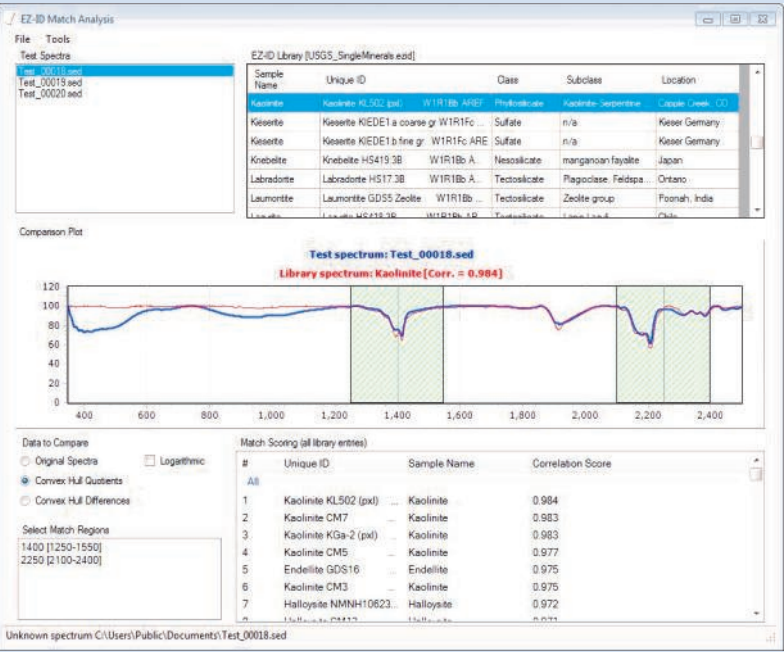 EZ-ID Match Analysis
File Tools
Test Spectra
Test_00018.sed
Test_00019.sed
Test_00020.sed
EZ-ID Library [USGS_SingleMinerals.ezid]
Sample Name Unique ID Class Subclass Location
Kaolinite Kaolinite KL502 (pxl) W1R1Bb AREF Phyllosilicate Kaolinite-Serpentine Cripple Creek, CO
Kieserite Kieserite KIEDE1.a coarse gr W1R1Fc ... Sulfate n/a Kieser Germany
Kieserite Kieserite KIEDE1.b fine gr W1R1Fc ARE Sulfate n/a Kieser Germany
Knebelite Knebelite HS419.3B W1R1Bb A... Nesosilicate manganoan fayalite Japan
Labradorite Labradorite HS17.3B W1R1Bb A... Tectosilicate Plagioclase, Feldspa... Ontario
Laumontite Laumontite GDS5 Zeolite W1R1Bb ... Tectosilicate Zeolite group Poonah, India
Comparison Plot
Test spectrum: Test_00018.sed
Library spectrum: Kaolinite [Corr. = 0.984]
120
100
80
60
40
20
0
400 600 800 1,000 1,200 1,400 1,600 1,800 2,000 2,200 2,400
Data to Compare
Original Spectra Logarithmic
Convex Hull Quotients
Convex Hull Differences
Select Match Regions
1400 [1250-1550]
2250 [2100-2400]
Match Scoring (all library entries)
# Unique ID Sample Name Correlation Score
All
1 Kaolinite KL502 (pxl) ... Kaolinite 0.984
2 Kaolinite CM7 ... Kaolinite 0.983
3 Kaolinite KGa-2 (pxl) ... Kaolinite 0.983
4 Kaolinite CM5 ... Kaolinite 0.977
5 Endellite GDS16 ... Endellite 0.975
6 Kaolinite CM3 ... Kaolinite 0.975
7 Halloysite NMNH10623... Halloysite 0.972
Unknown spectrum C:\Users\Public\Documents\Test_00018.sed